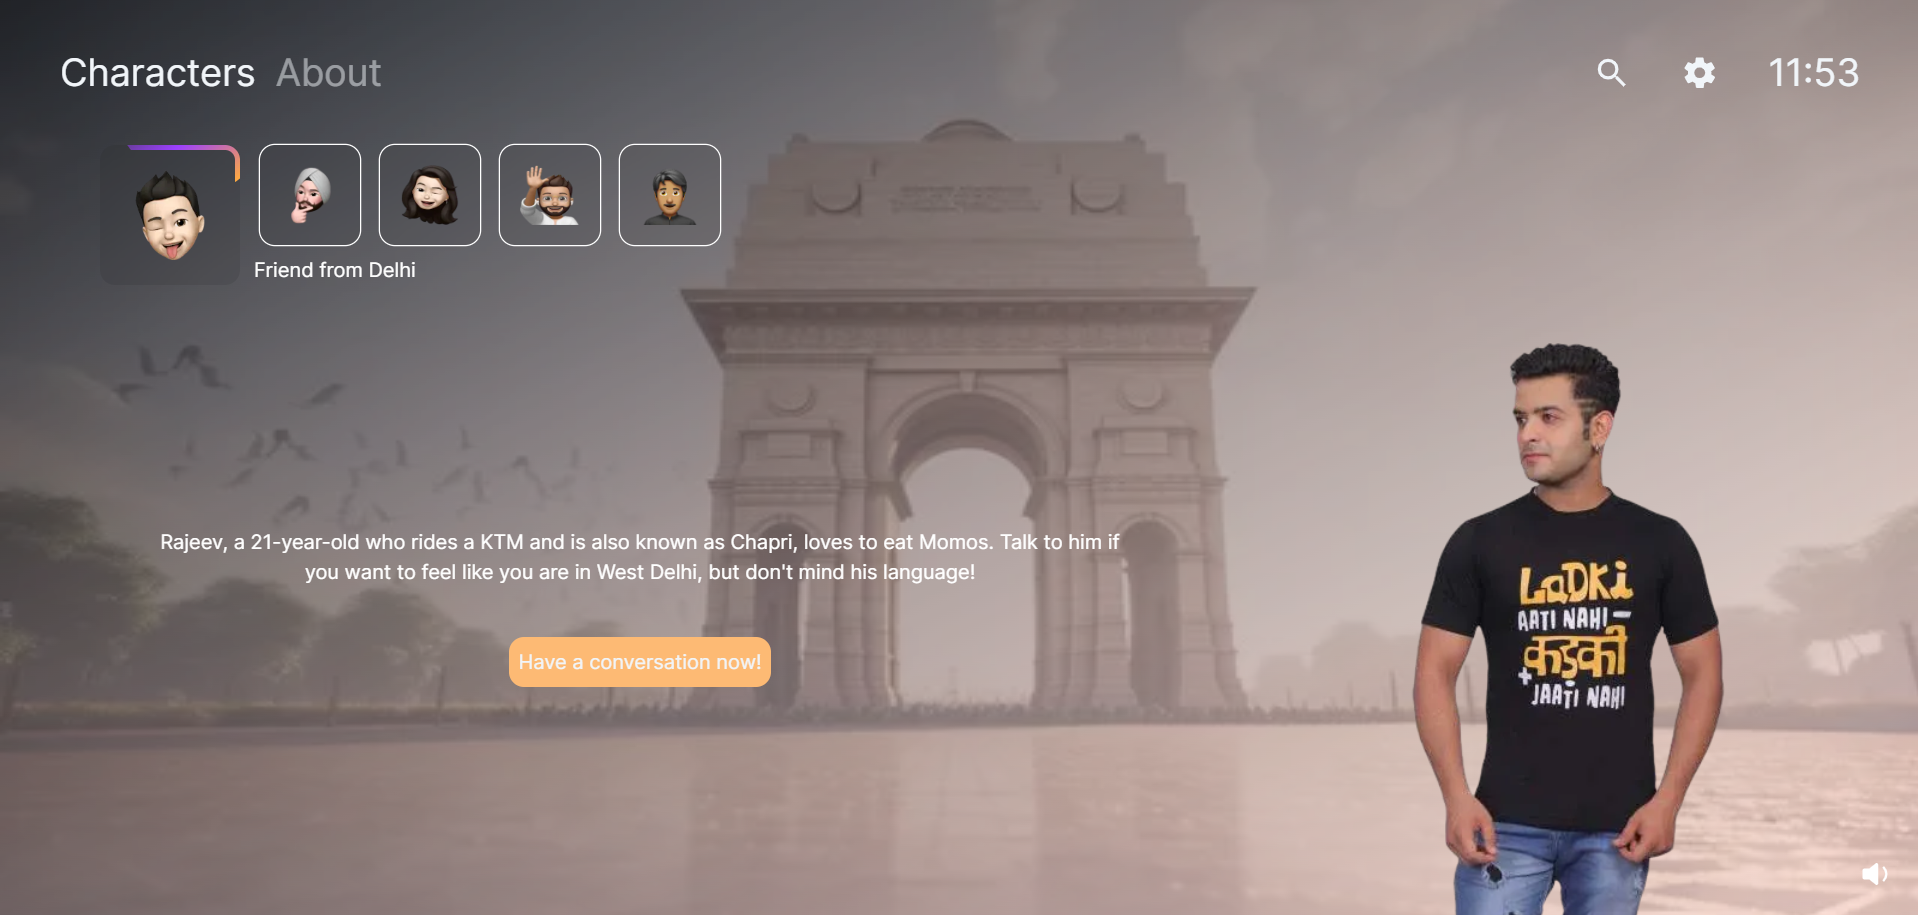 Characters About
11:53
Friend from Delhi
Rajeev, a 21-year-old who rides a KTM and is also known as Chapri, loves to eat Momos. Talk to him if
you want to feel like you are in West Delhi, but don't mind his language!
Have a conversation now!
LADKi
AATI NAHI -
कड़की
+ JAATi NAHI